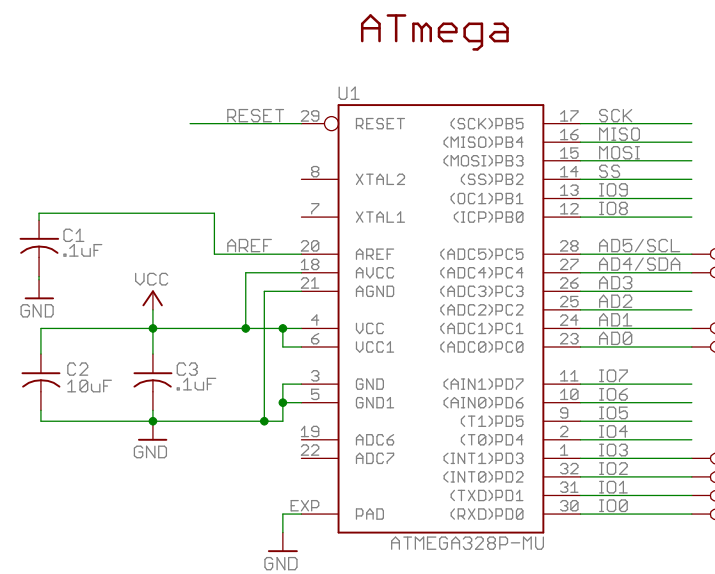 ATmega
U1
RESET 29 RESET (SCK)PB5 17 SCK
(MISO)PB4 16 MISO
(MOSI)PB3 15 MOSI
8 XTAL2 (SS)PB2 14 SS
(OC1)PB1 13 IO9
7 XTAL1 (ICP)PB0 12 IO8
C1
.1uF
GND
AREF 20 AREF (ADC5)PC5 28 AD5/SCL
18 AVCC (ADC4)PC4 27 AD4/SDA
21 AGND (ADC3)PC3 26 AD3
VCC
(ADC2)PC2 25 AD2
4 VCC (ADC1)PC1 24 AD1
6 VCC1 (ADC0)PC0 23 AD0
C2
10uF
C3
.1uF
GND
3 GND (AIN1)PD7 11 IO7
5 GND1 (AIN0)PD6 10 IO6
(T1)PD5 9 IO5
19 ADC6 (T0)PD4 2 IO4
22 ADC7 (INT1)PD3 1 IO3
(INT0)PD2 32 IO2
(TXD)PD1 31 IO1
EXP PAD (RXD)PD0 30 IO0
GND
ATMEGA328P-MU